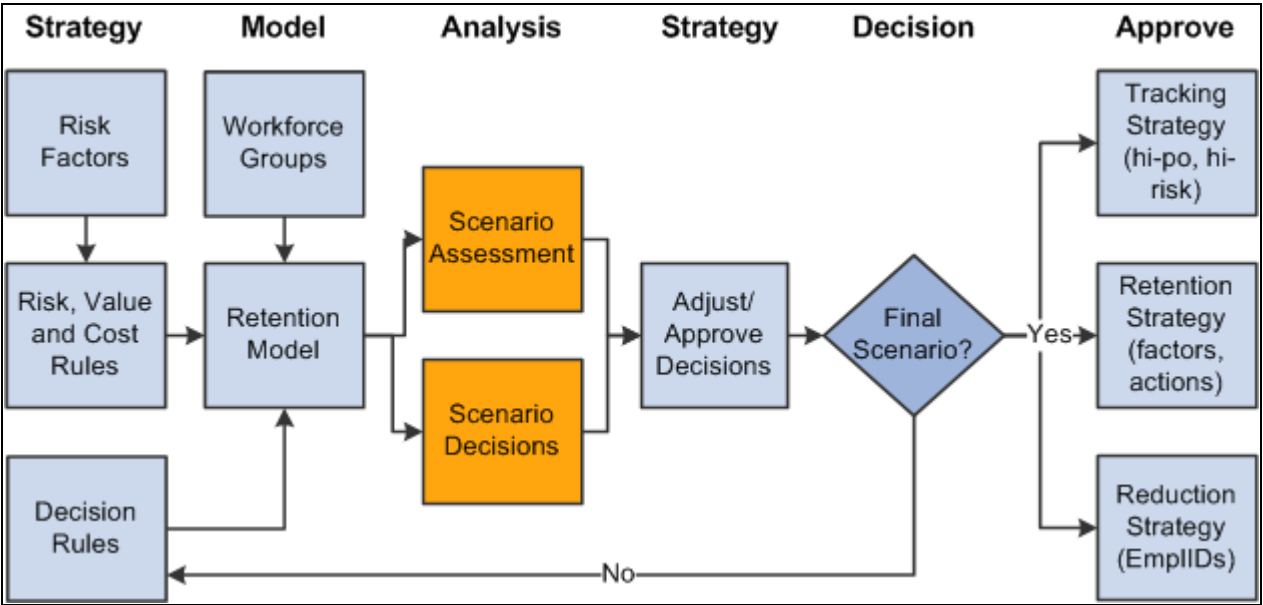 Strategy
Model
Analysis
Strategy
Decision
Approve
Risk
Factors
Workforce
Groups
Tracking
Strategy
(hi-po, hi-
risk)
Scenario
Assessment
Risk, Value
and Cost
Rules
Retention
Model
Adjust/
Approve
Decisions
Final
Scenario?
Yes
Retention
Strategy
(factors,
actions)
Scenario
Decisions
Decision
Rules
Reduction
Strategy
(EmplIDs)
No